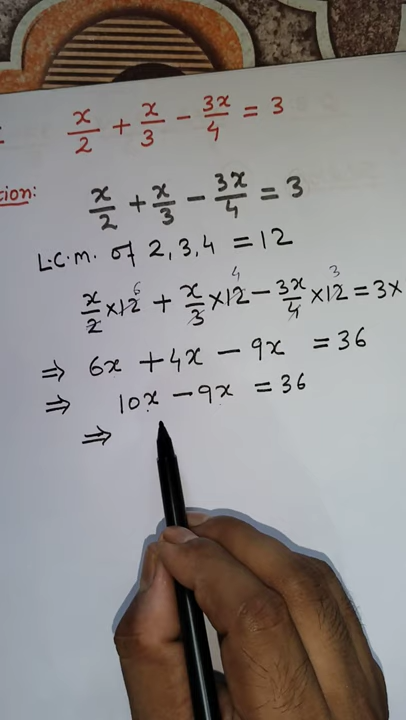 x/2 + x/3 - 3x/4 = 3
tion:
x/2 + x/3 - 3x/4 = 3
L.C.M. of 2,3,4 = 12
x/2 ×12 6 + x/3 ×12 4 - 3x/4 ×12 3 = 3×
⇒ 6x + 4x - 9x = 36
⇒ 10x - 9x = 36
⇒